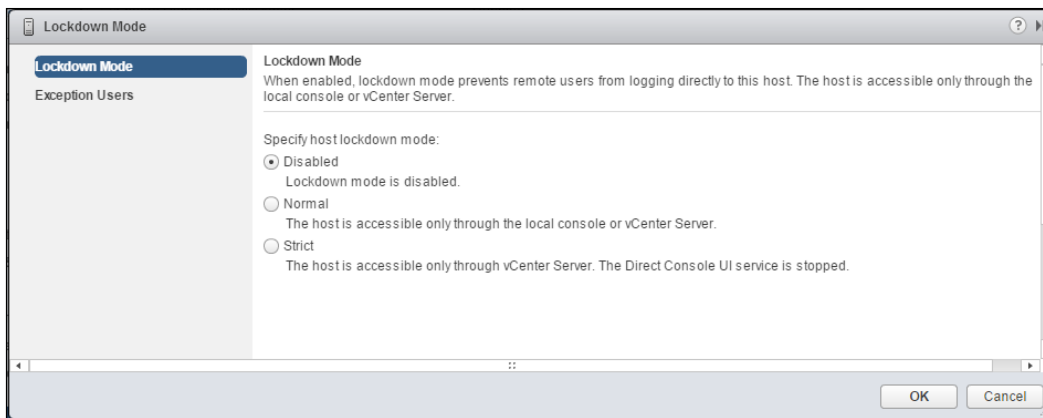 Lockdown Mode
?
Lockdown Mode
Exception Users
Lockdown Mode
When enabled, lockdown mode prevents remote users from logging directly to this host. The host is accessible only through the
local console or vCenter Server.
Specify host lockdown mode:
Disabled
Lockdown mode is disabled.
Normal
The host is accessible only through the local console or vCenter Server.
Strict
The host is accessible only through vCenter Server. The Direct Console UI service is stopped.
OK
Cancel